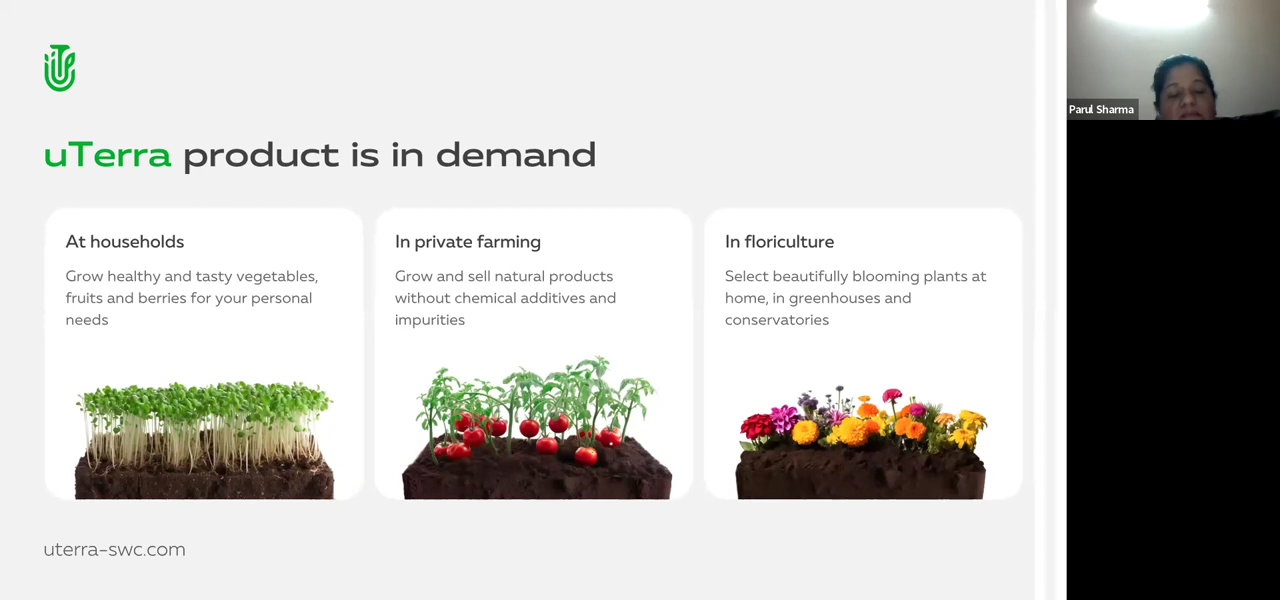 uTerra product is in demand
At households
Grow healthy and tasty vegetables,
fruits and berries for your personal
needs
In private farming
Grow and sell natural products
without chemical additives and
impurities
In floriculture
Select beautifully blooming plants at
home, in greenhouses and
conservatories
uterra-swc.com
Parul Sharma